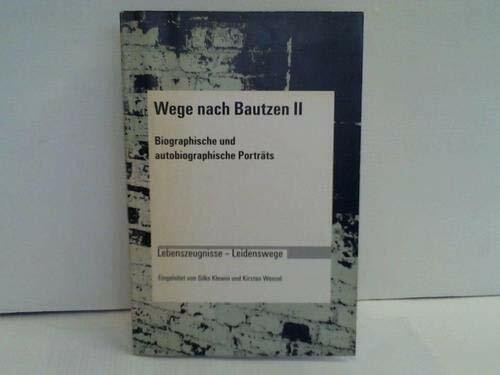 Wege nach Bautzen II
Biographische und
autobiographische Porträts
Lebenszeugnisse – Leidenswege
Eingeleitet von Silke Klewin und Kirsten Wenzel